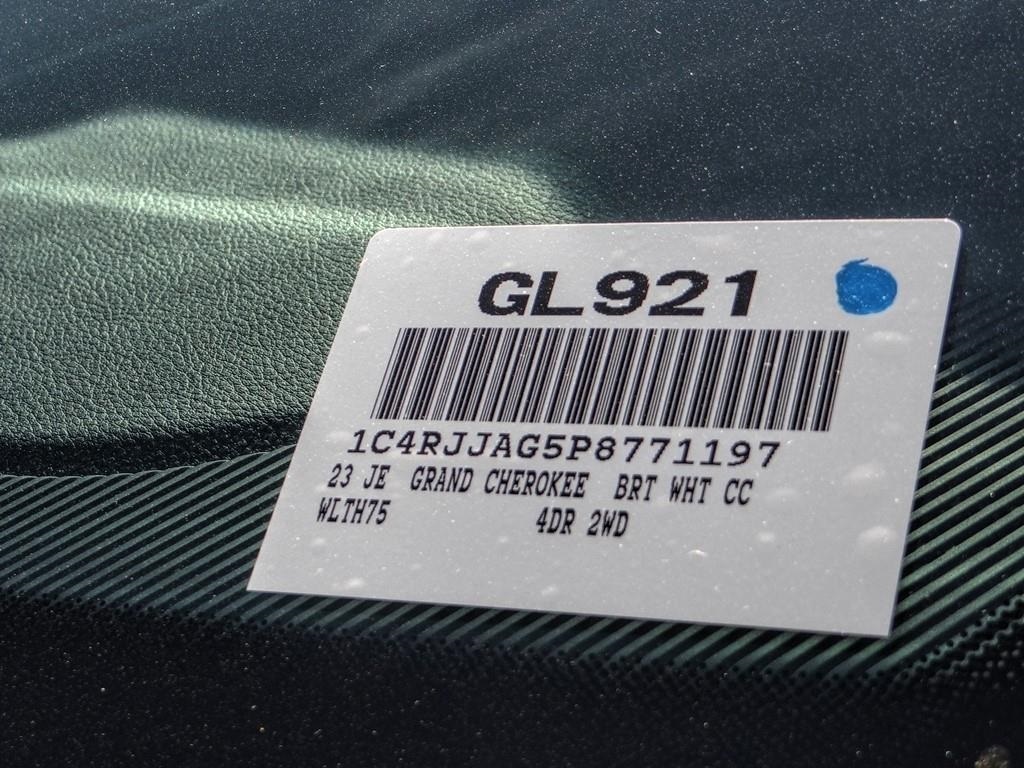 GL921
1C4RJJAG5P8771197
23 JE GRAND CHEROKEE BRT WHT CC
WLTH75 4DR 2WD